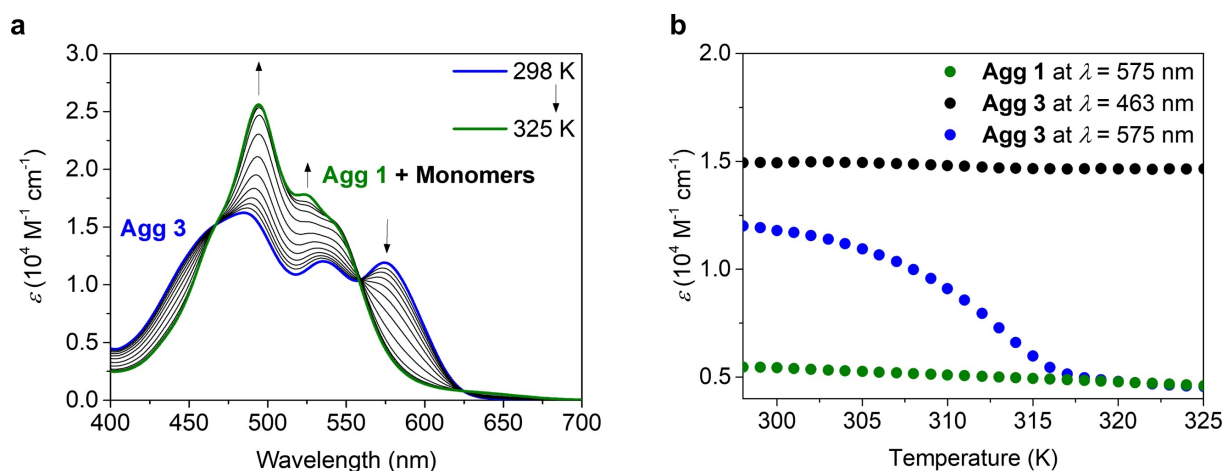 a
ε (10⁴ M⁻¹ cm⁻¹)
3.0
2.5
2.0
1.5
1.0
0.5
0.0
298 K
325 K
Agg 3
Agg 1 + Monomers
400 450 500 550 600 650 700
Wavelength (nm)
b
ε (10⁴ M⁻¹ cm⁻¹)
2.0
1.5
1.0
0.5
Agg 1 at λ = 575 nm
Agg 3 at λ = 463 nm
Agg 3 at λ = 575 nm
300 305 310 315 320 325
Temperature (K)